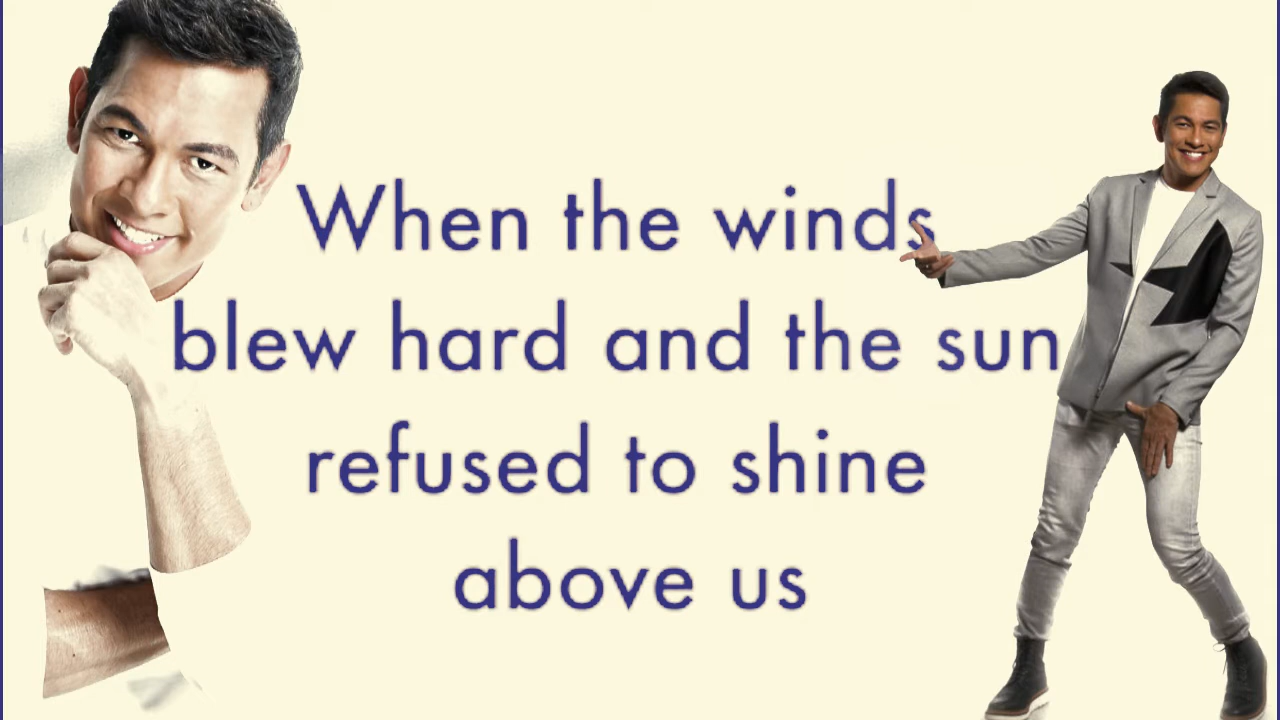 When the winds
blew hard and the sun
refused to shine
above us